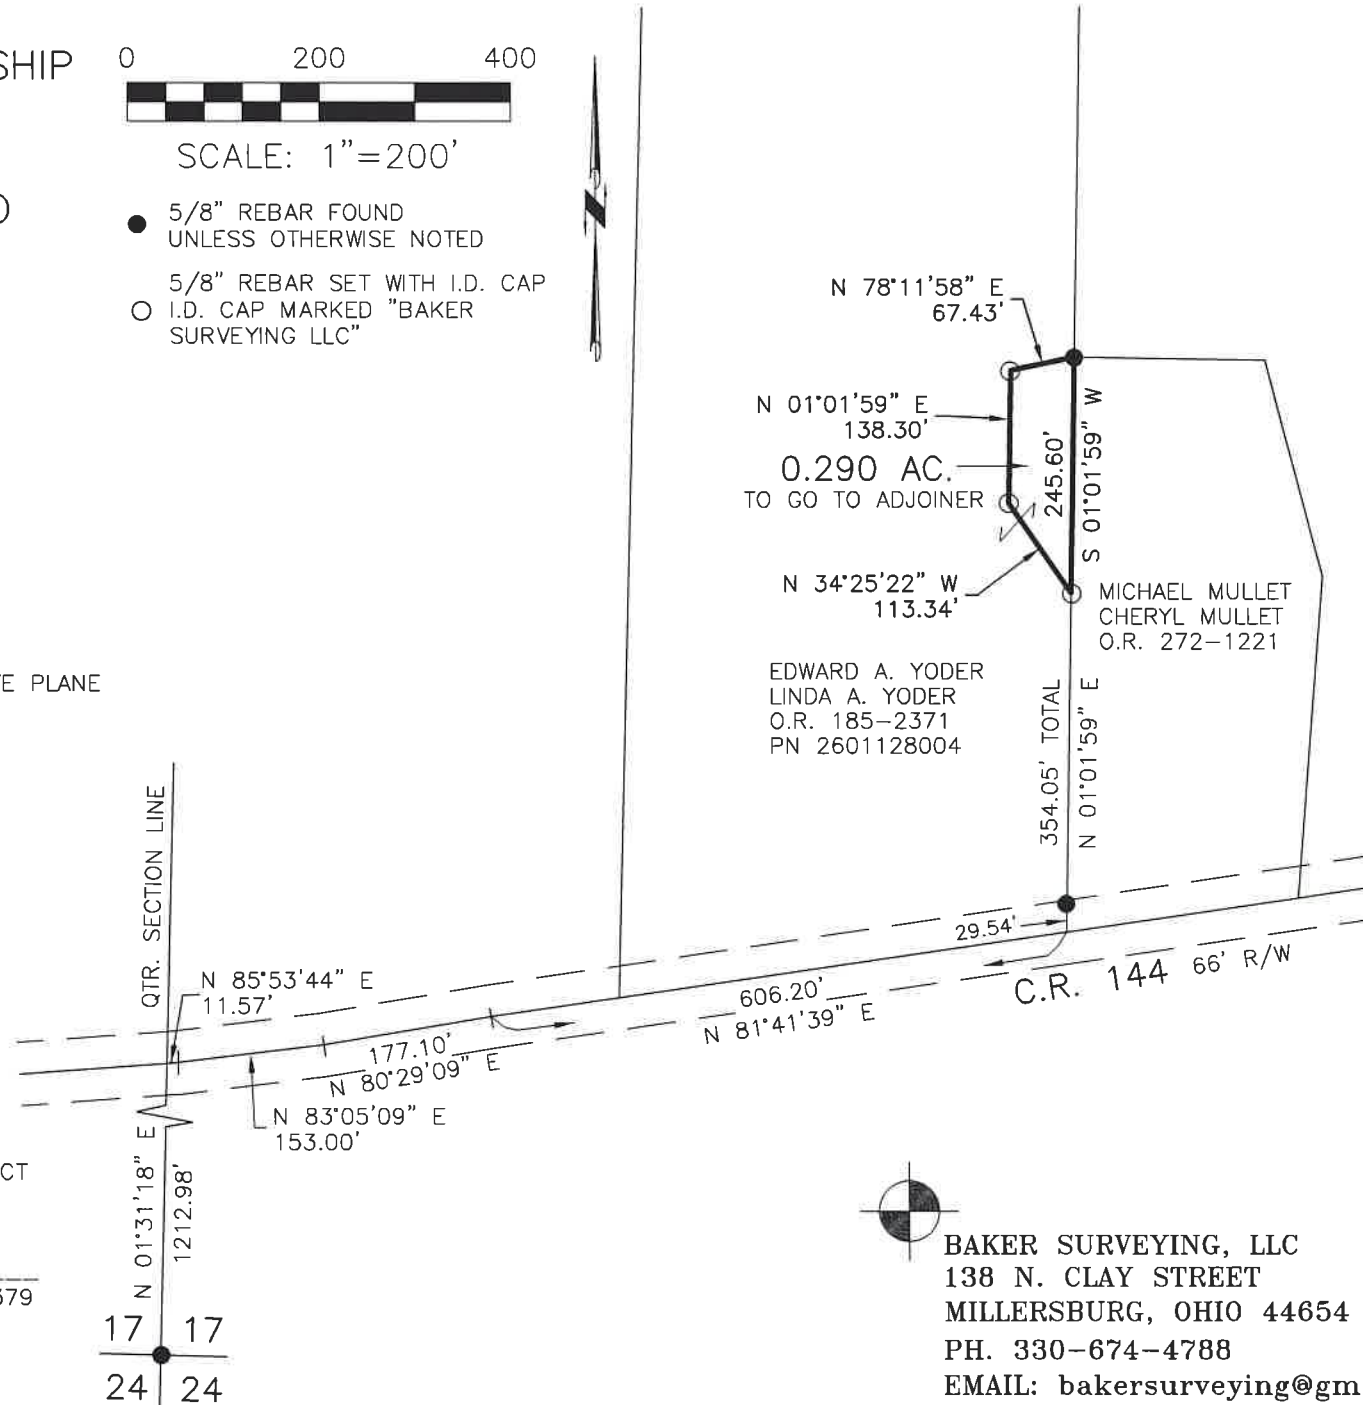 SHIP
0 200 400
SCALE: 1"=200'
5/8" REBAR FOUND
UNLESS OTHERWISE NOTED
5/8" REBAR SET WITH I.D. CAP
I.D. CAP MARKED "BAKER
SURVEYING LLC"
N
N 78°11'58" E
67.43'
N 01°01'59" E
138.30'
0.290 AC.
TO GO TO ADJOINER
245.60'
S 01°01'59" W
N 34°25'22" W
113.34'
MICHAEL MULLET
CHERYL MULLET
O.R. 272-1221
EDWARD A. YODER
LINDA A. YODER
O.R. 185-2371
PN 2601128004
E PLANE
354.05' TOTAL
N 01°01'59" E
QTR. SECTION LINE
N 85°53'44" E
11.57'
29.54'
C.R. 144 66' R/W
606.20'
N 81°41'39" E
177.10'
N 80°29'09" E
N 83°05'09" E
153.00'
CT
N 01°31'18" E
1212.98'
679
17 17
24 24
BAKER SURVEYING, LLC
138 N. CLAY STREET
MILLERSBURG, OHIO 44654
PH. 330-674-4788
EMAIL: bakersurveying@gm